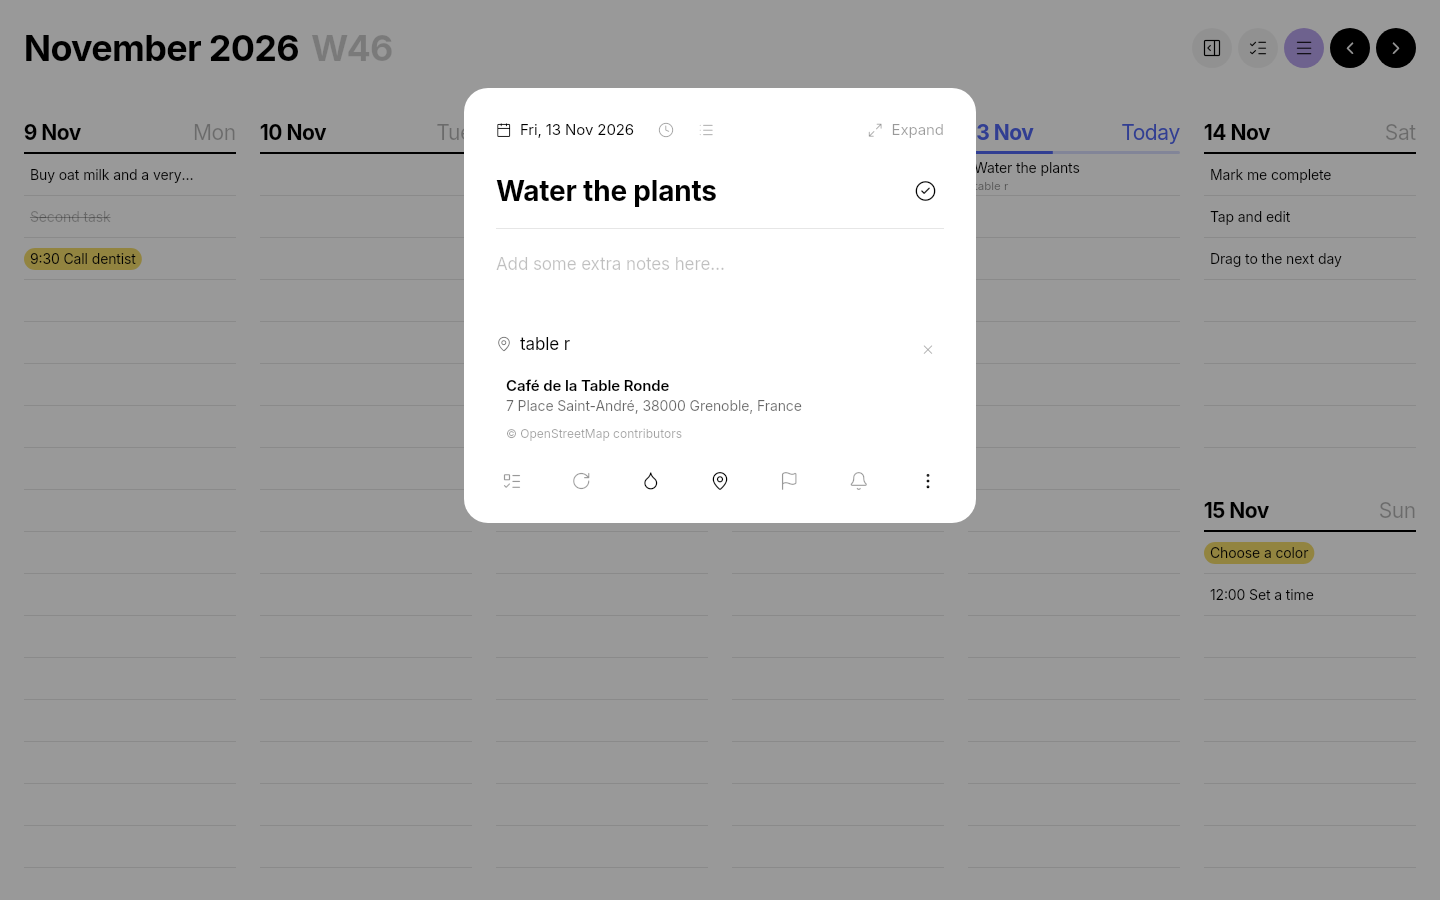 November 2026 W46
9 Nov Mon
Buy oat milk and a very...
Second task
9:30 Call dentist
10 Nov Tue
Fri, 13 Nov 2026
Expand
Water the plants
Add some extra notes here...
table r
Café de la Table Ronde
7 Place Saint-André, 38000 Grenoble, France
© OpenStreetMap contributors
3 Nov Today
Water the plants
table r
14 Nov Sat
Mark me complete
Tap and edit
Drag to the next day
15 Nov Sun
Choose a color
12:00 Set a time